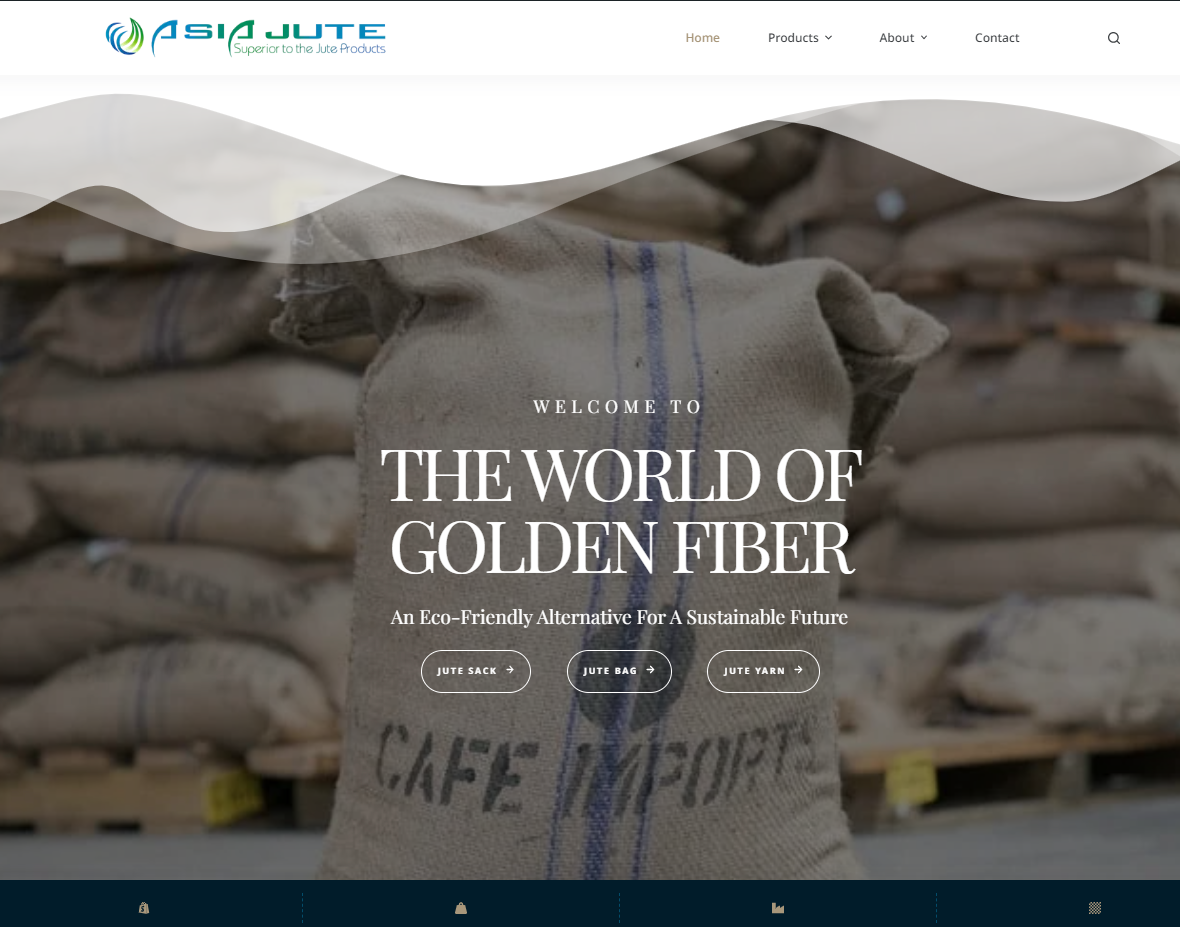 ASIA JUTE
Superior to the Jute Products
Home
Products
About
Contact
WELCOME TO
THE WORLD OF
GOLDEN FIBER
An Eco-Friendly Alternative For A Sustainable Future
JUTE SACK
JUTE BAG
JUTE YARN
CAFE IMPORTS